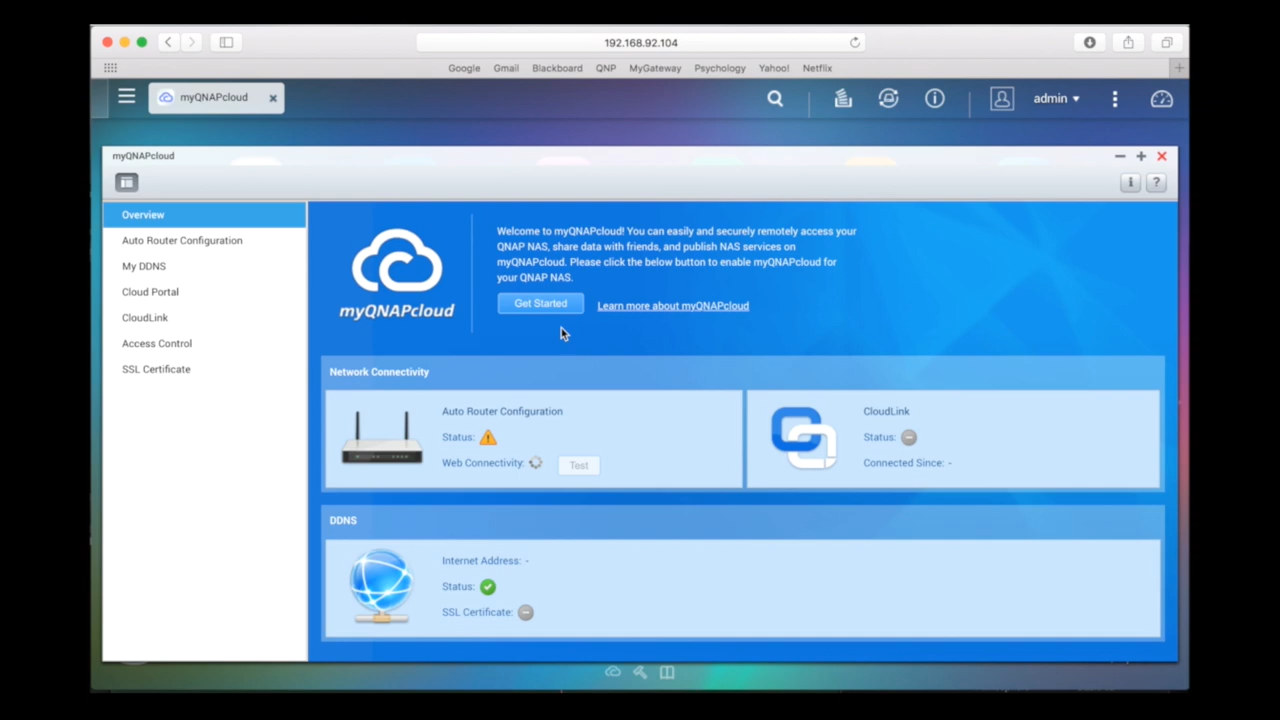 192.168.92.104
Google Gmail Blackboard QNP MyGateway Psychology Yahoo! Netflix
myQNAPcloud
admin
myQNAPcloud
Overview
Auto Router Configuration
My DDNS
Cloud Portal
CloudLink
Access Control
SSL Certificate
myQNAPcloud
Welcome to myQNAPcloud! You can easily and securely remotely access your
QNAP NAS, share data with friends, and publish NAS services on
myQNAPcloud. Please click the below button to enable myQNAPcloud for
your QNAP NAS.
Get Started Learn more about myQNAPcloud
Network Connectivity
Auto Router Configuration
Status:
Web Connectivity: Test
CloudLink
Status:
Connected Since: -
DDNS
Internet Address: -
Status:
SSL Certificate: